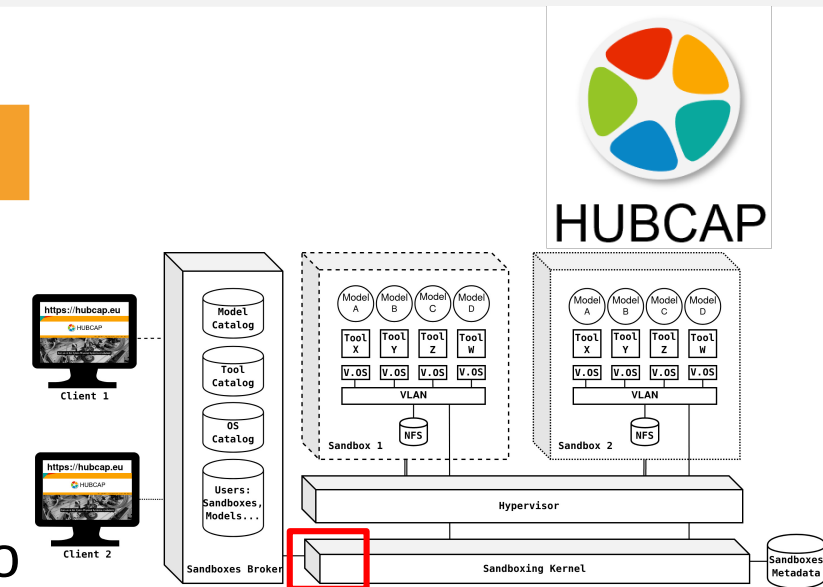 HUBCAP
https://hubcap.eu
HUBCAP
Client 1
https://hubcap.eu
HUBCAP
Client 2
Model
Catalog
Tool
Catalog
OS
Catalog
Users:
Sandboxes,
Models...
Sandboxes Broker
Model A
Model B
Model C
Model D
Tool X
Tool Y
Tool Z
Tool W
V.OS V.OS V.OS V.OS
VLAN
NFS
Sandbox 1
Model A
Model B
Model C
Model D
Tool X
Tool Y
Tool Z
Tool W
V.OS V.OS V.OS V.OS
VLAN
NFS
Sandbox 2
Hypervisor
Sandboxing Kernel
Sandboxes
Metadata